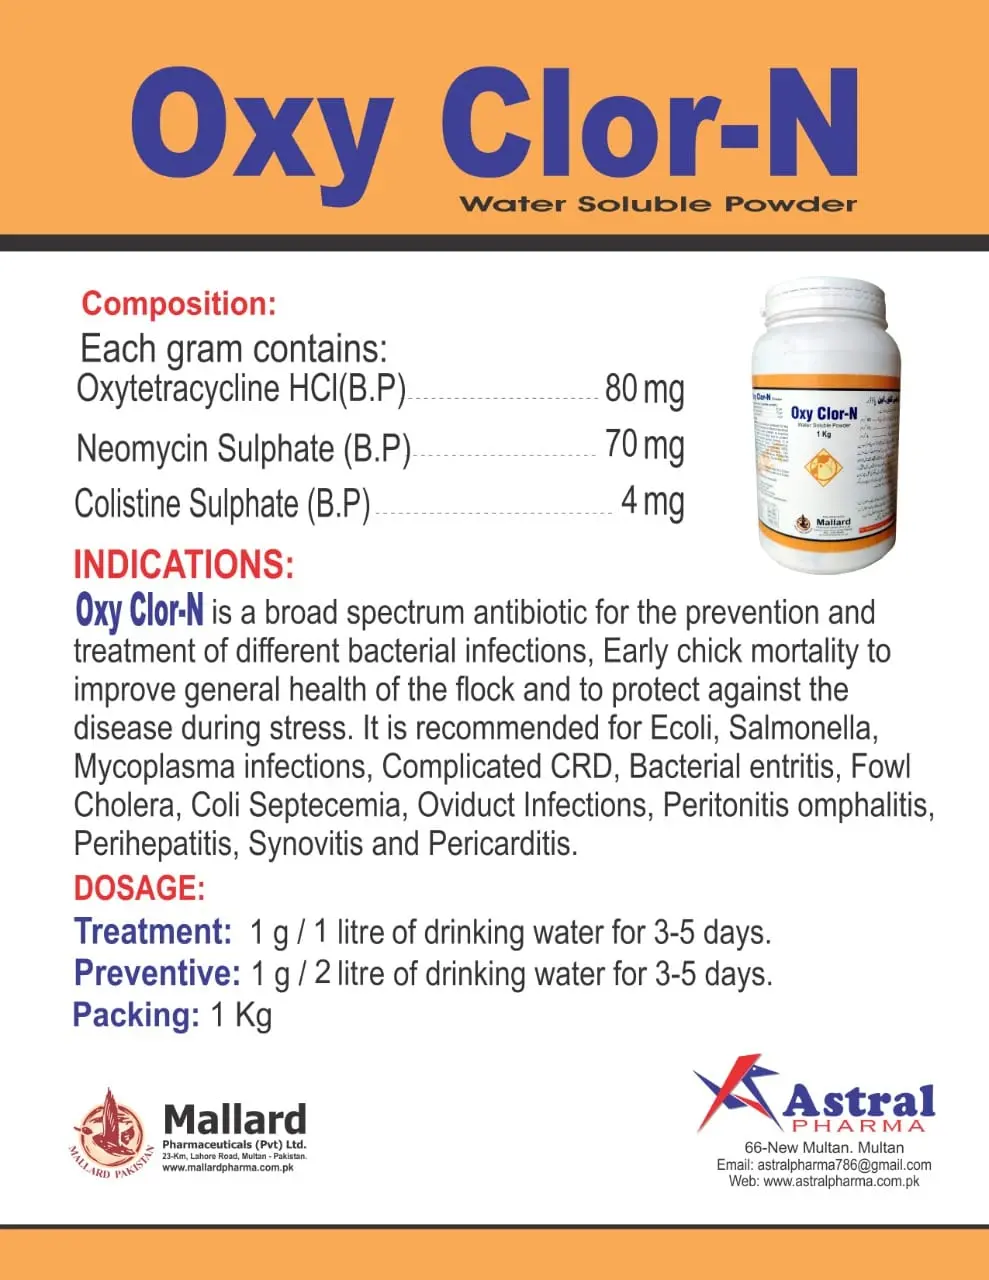 Oxy Clor-N
Water Soluble Powder
Composition:
Each gram contains:
Oxytetracycline HCl(B.P) 80 mg
Neomycin Sulphate (B.P) 70 mg
Colistine Sulphate (B.P) 4 mg
Oxy Clor-N
Water Soluble Powder
1 Kg
Mallard
INDICATIONS:
Oxy Clor-N is a broad spectrum antibiotic for the prevention and
treatment of different bacterial infections, Early chick mortality to
improve general health of the flock and to protect against the
disease during stress. It is recommended for Ecoli, Salmonella,
Mycoplasma infections, Complicated CRD, Bacterial entritis, Fowl
Cholera, Coli Septecemia, Oviduct Infections, Peritonitis omphalitis,
Perihepatitis, Synovitis and Pericarditis.
DOSAGE:
Treatment: 1 g / 1 litre of drinking water for 3-5 days.
Preventive: 1 g / 2 litre of drinking water for 3-5 days.
Packing: 1 Kg
MALLARD PAKISTAN
Mallard
Pharmaceuticals (Pvt) Ltd.
23-Km, Lahore Road, Multan - Pakistan.
www.mallardpharma.com.pk
Astral
PHARMA
66-New Multan. Multan
Email: astralpharma786@gmail.com
Web: www.astralpharma.com.pk